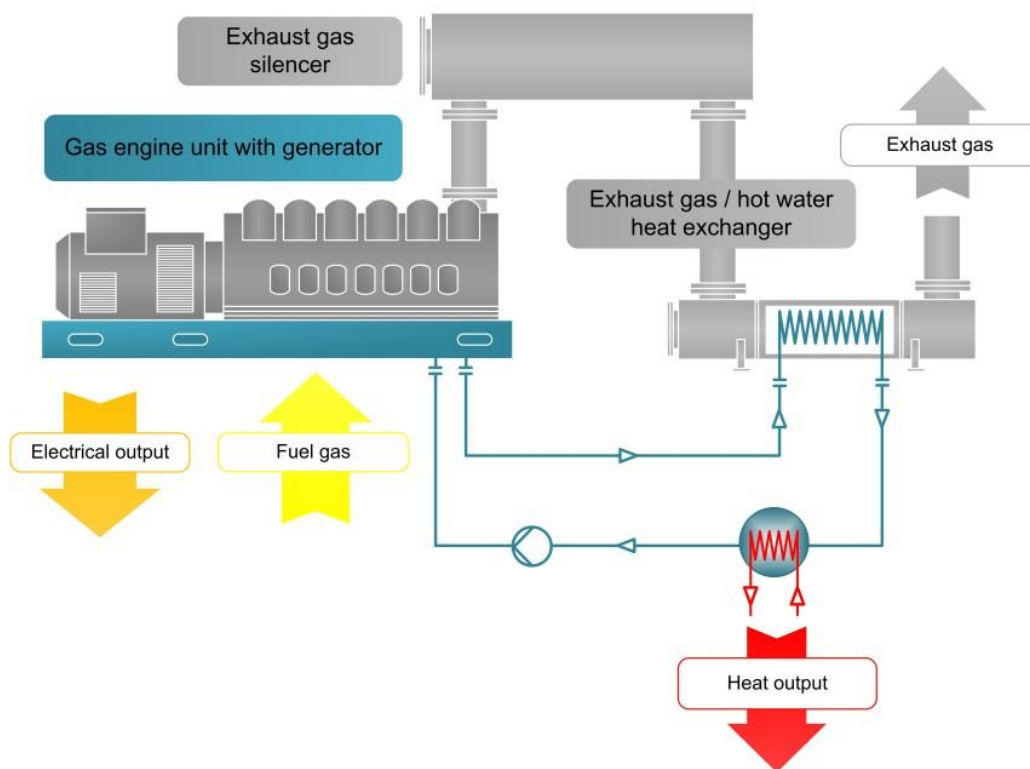 Exhaust gas
silencer
Gas engine unit with generator
Exhaust gas
Exhaust gas / hot water
heat exchanger
Electrical output
Fuel gas
Heat output